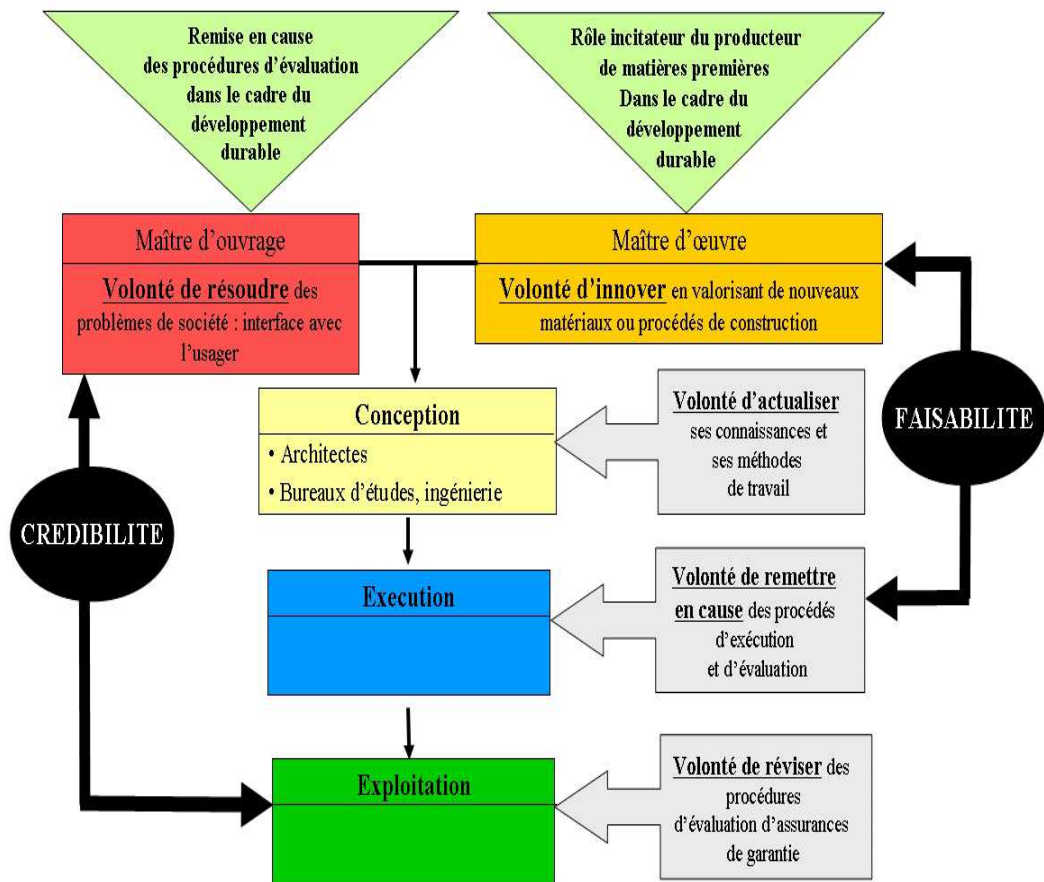 Remise en cause
des procédures d'évaluation
dans le cadre du
développement
durable
Rôle incitateur du producteur
de matières premières
Dans le cadre du
développement
durable
Maître d'ouvrage
Volonté de résoudre des
problèmes de société : interface avec
l'usager
Maître d'œuvre
Volonté d'innover en valorisant de nouveaux
matériaux ou procédés de construction
Conception
• Architectes
• Bureaux d'études, ingénierie
Volonté d'actualiser
ses connaissances et
ses méthodes
de travail
FAISABILITE
CREDIBILITE
Execution
Volonté de remettre
en cause des procédés
d'exécution
et d'évaluation
Exploitation
Volonté de réviser des
procédures
d'évaluation d'assurances
de garantie